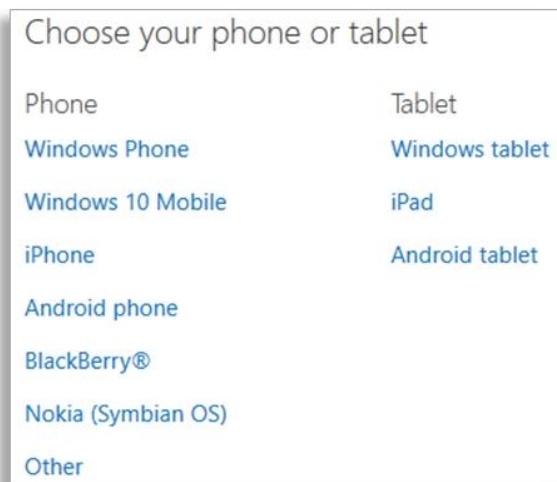 Choose your phone or tablet
Phone
Windows Phone
Windows 10 Mobile
iPhone
Android phone
BlackBerry®
Nokia (Symbian OS)
Other
Tablet
Windows tablet
iPad
Android tablet